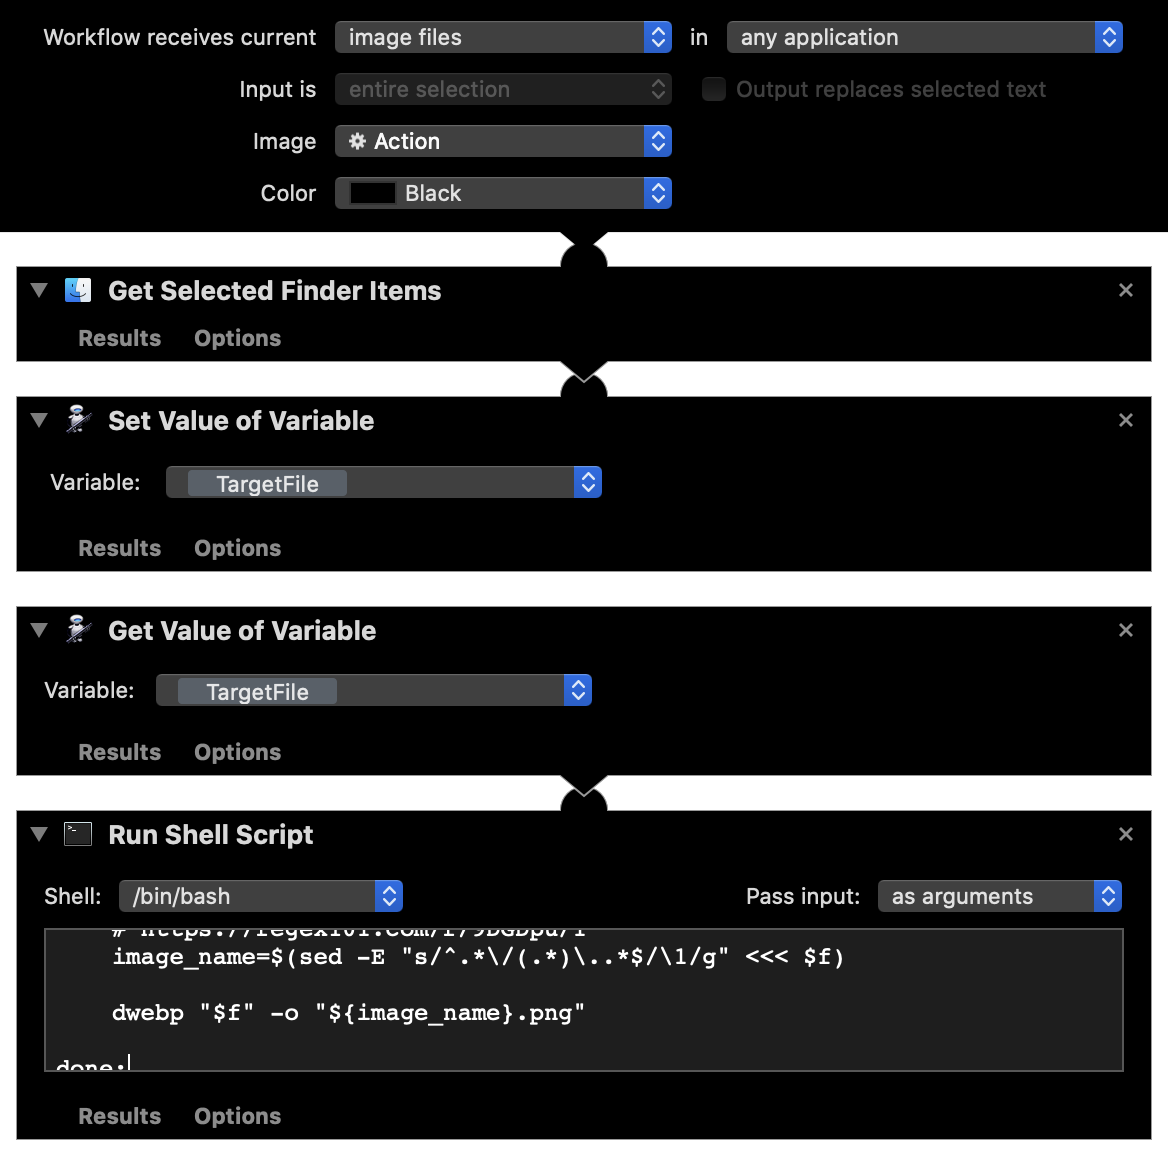 Workflow receives current image files in any application
Input is entire selection Output replaces selected text
Image Action
Color Black
Get Selected Finder Items
Results Options
Set Value of Variable
Variable: TargetFile
Results Options
Get Value of Variable
Variable: TargetFile
Results Options
Run Shell Script
Shell: /bin/bash Pass input: as arguments
image_name=$(sed -E "s/^.*\/(.*)\..*$/\1/g" <<< $f)
dwebp "$f" -o "${image_name}.png"
done;
Results Options